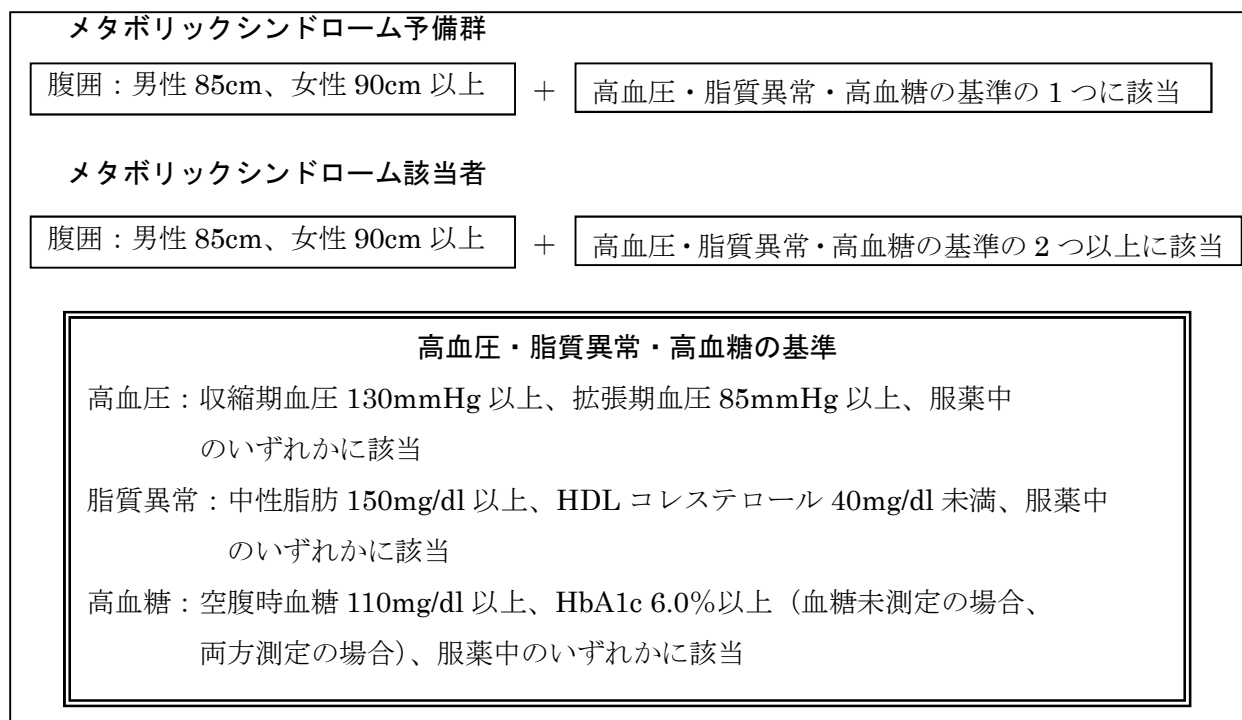 メタボリックシンドローム予備群
腹囲：男性 85cm、女性 90cm 以上 ＋ 高血圧・脂質異常・高血糖の基準の 1 つに該当
メタボリックシンドローム該当者
腹囲：男性 85cm、女性 90cm 以上 ＋ 高血圧・脂質異常・高血糖の基準の 2 つ以上に該当
高血圧・脂質異常・高血糖の基準
高血圧：収縮期血圧 130mmHg 以上、拡張期血圧 85mmHg 以上、服薬中
のいずれかに該当
脂質異常：中性脂肪 150mg/dl 以上、HDL コレステロール 40mg/dl 未満、服薬中
のいずれかに該当
高血糖：空腹時血糖 110mg/dl 以上、HbA1c 6.0％以上（血糖未測定の場合、
両方測定の場合）、服薬中のいずれかに該当